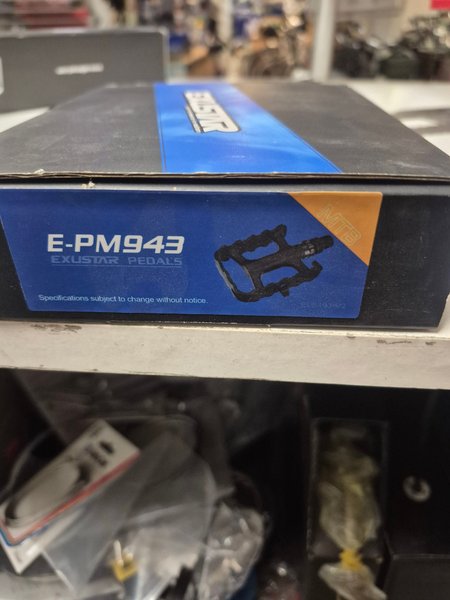 EXUSTAR
E-PM943
EXUSTAR PEDALS
MTB
Specifications subject to change without notice.